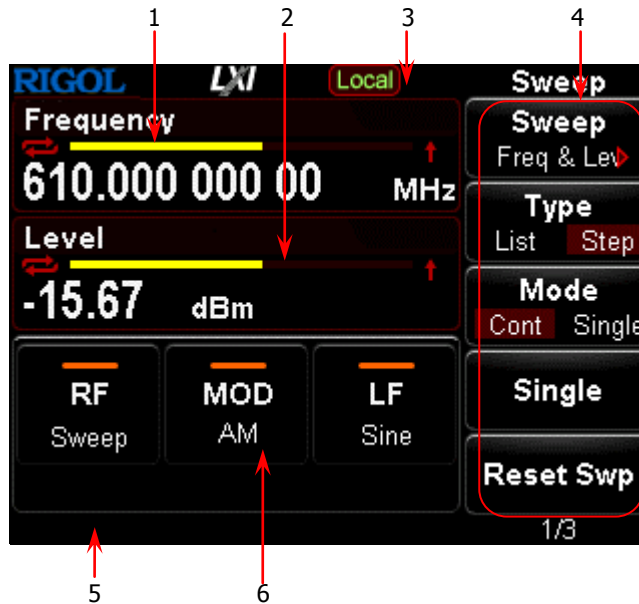 1 2 3 4
RIGOL LXI Local Sweep
Frequency
610.000 000 00 MHz
Level
-15.67 dBm
RF
Sweep
MOD
AM
LF
Sine
Sweep
Freq & Lev
Type
List Step
Mode
Cont Single
Single
Reset Swp
1/3
5 6